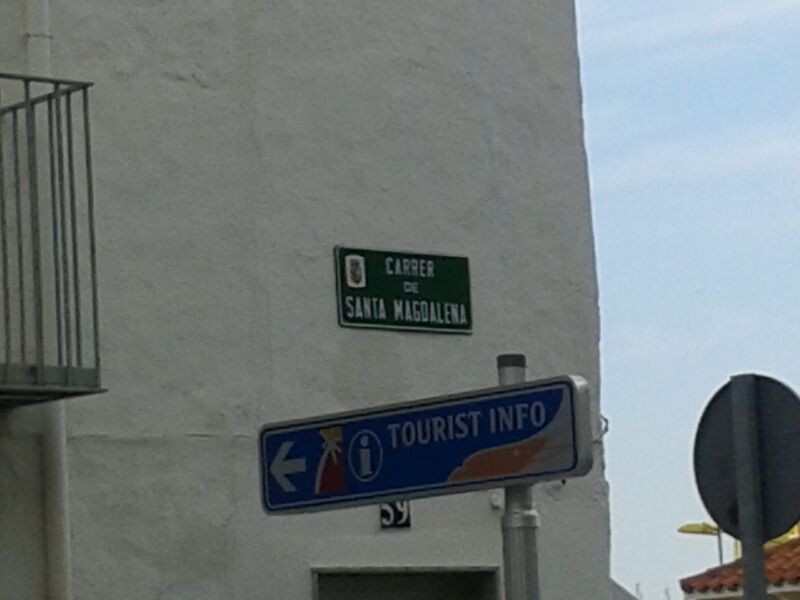 CARRER
DE
SANTA MAGDALENA
i TOURIST INFO
59